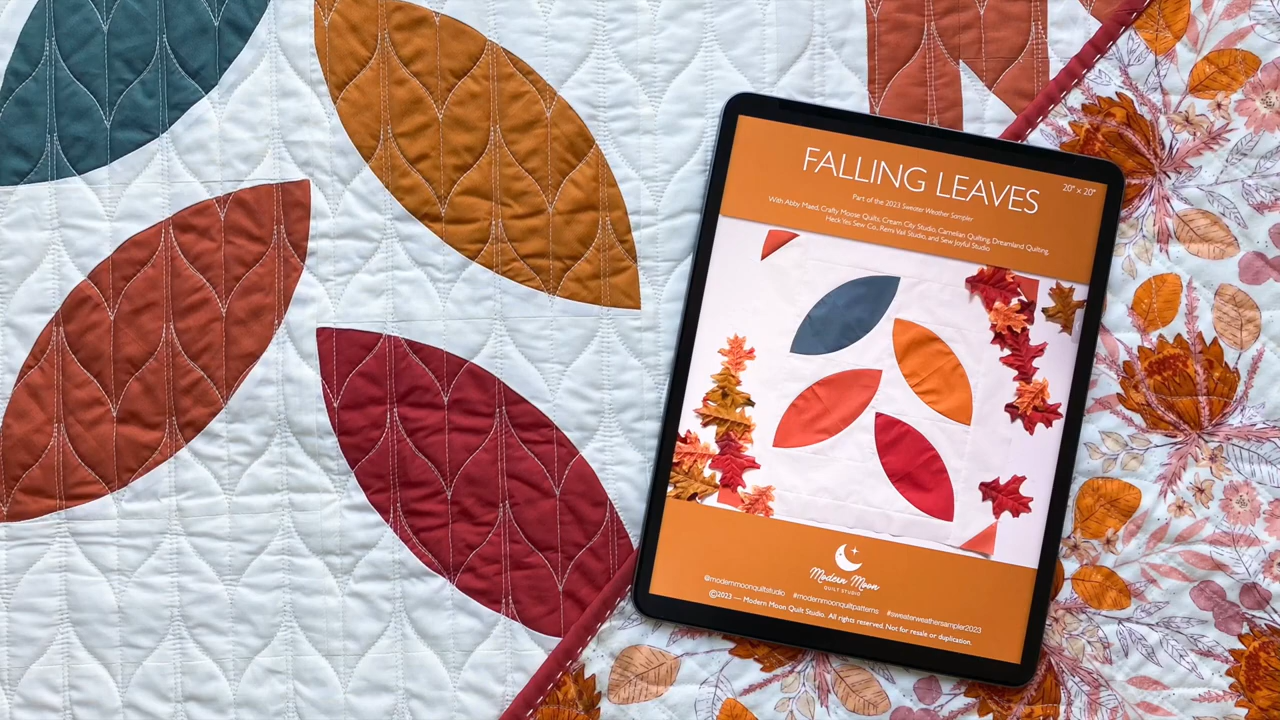 FALLING LEAVES
20" x 20"
Part of the 2023 Sweater Weather Sampler
With Abby Maed, Crafty Moose Quilts, Cream City Studio, Carnelian Quilting, Dreamland Quilting,
Heck Yes Sew Co., Remi Vail Studio, and Sew Joyful Studio
Modern Moon
QUILT STUDIO
@modernmoonquiltstudio #modernmoonquiltpatterns #sweaterweathersampler2023
©2023 — Modern Moon Quilt Studio. All rights reserved. Not for resale or duplication.